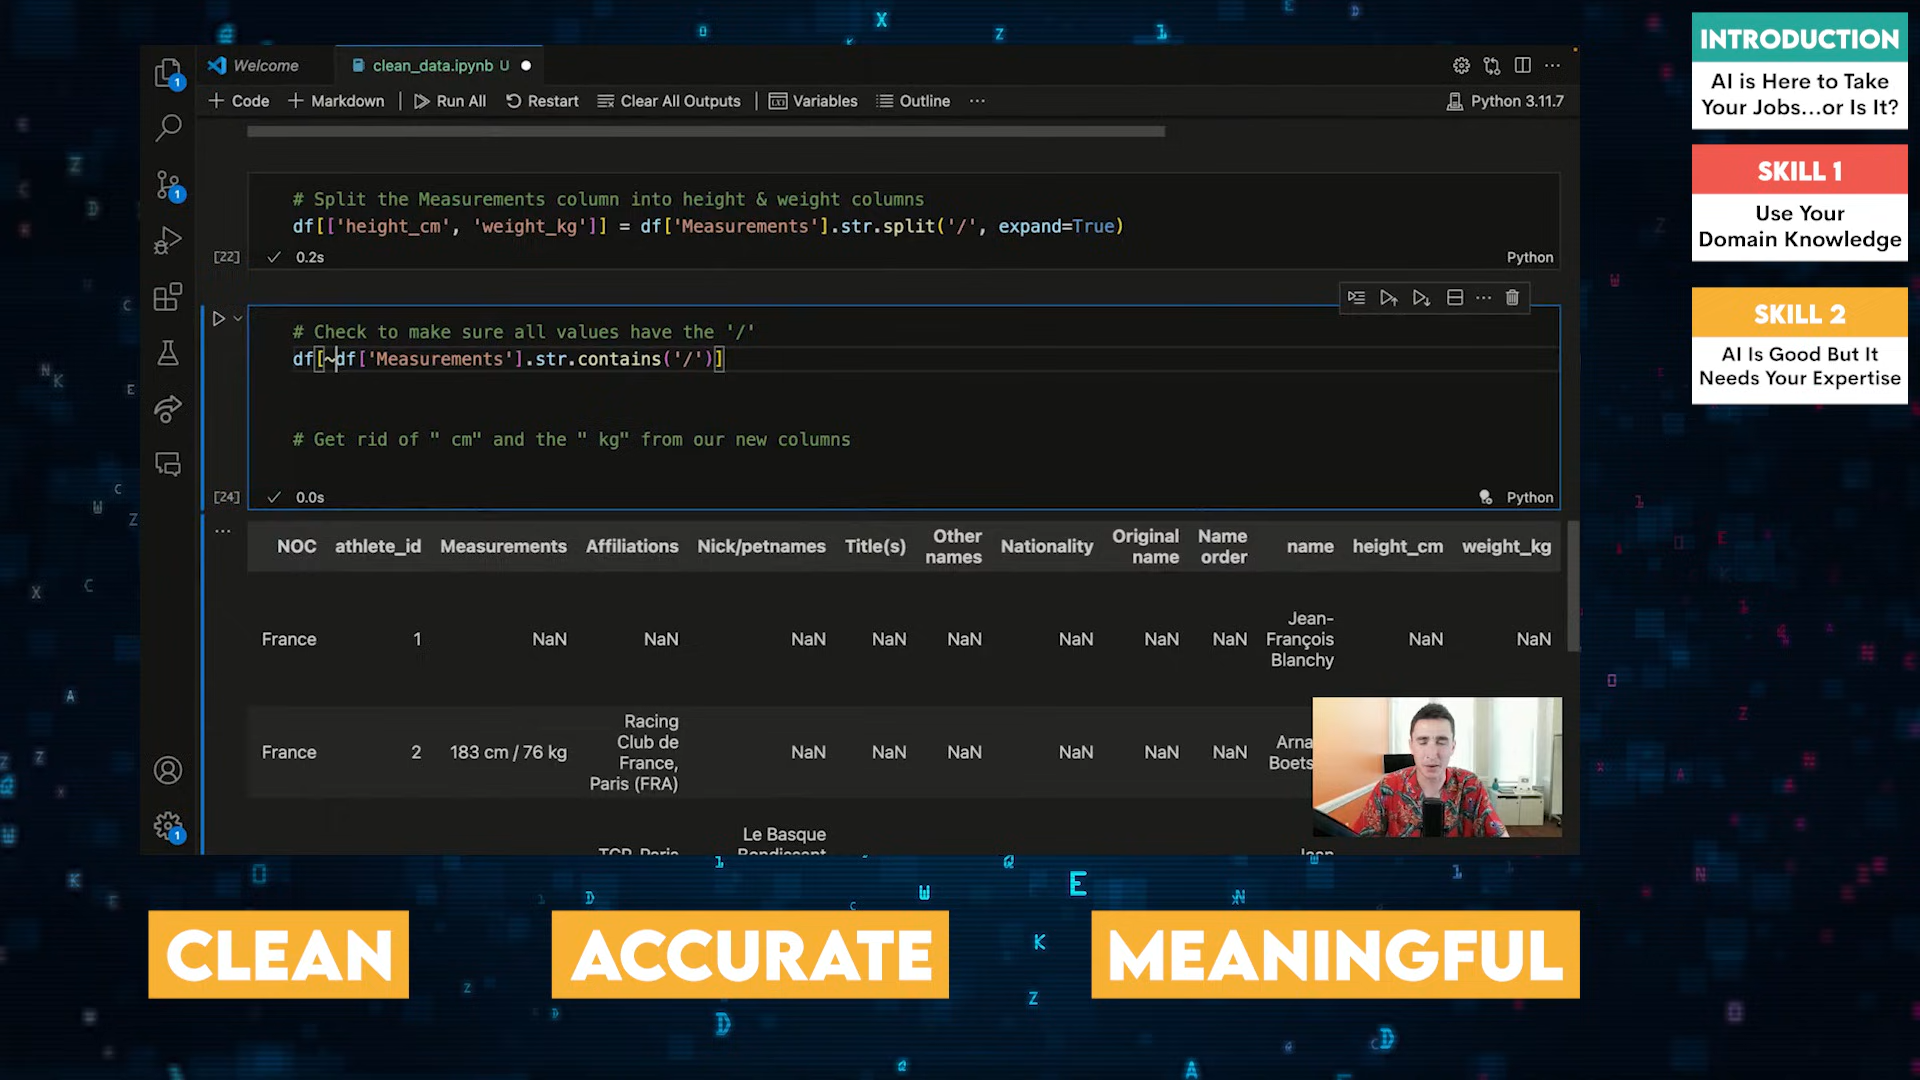 INTRODUCTION
AI is Here to Take
Your Jobs...or Is It?
SKILL 1
Use Your
Domain Knowledge
SKILL 2
AI Is Good But It
Needs Your Expertise
Welcome
clean_data.ipynb U
+ Code + Markdown Run All Restart Clear All Outputs Variables Outline ... Python 3.11.7
# Split the Measurements column into height & weight columns
df[['height_cm', 'weight_kg']] = df['Measurements'].str.split('/', expand=True)
[22] ✓ 0.2s Python
# Check to make sure all values have the '/'
df[~df['Measurements'].str.contains('/')]
# Get rid of " cm" and the " kg" from our new columns
[24] ✓ 0.0s Python
NOC athlete_id Measurements Affiliations Nick/petnames Title(s) Other names Nationality Original name Name order name height_cm weight_kg
France 1 NaN NaN NaN NaN NaN NaN NaN NaN Jean-François Blanchy NaN NaN
France 2 183 cm / 76 kg Racing Club de France, Paris (FRA) NaN NaN NaN NaN NaN NaN Arna Boets
Le Basque
CLEAN
ACCURATE
MEANINGFUL